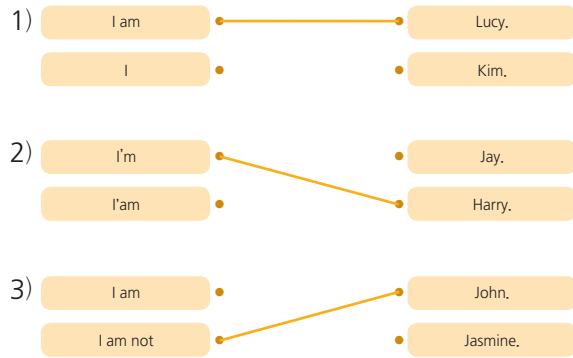 1) I am Lucy.
I Kim.
2) I'm Jay.
I'am Harry.
3) I am John.
I am not Jasmine.